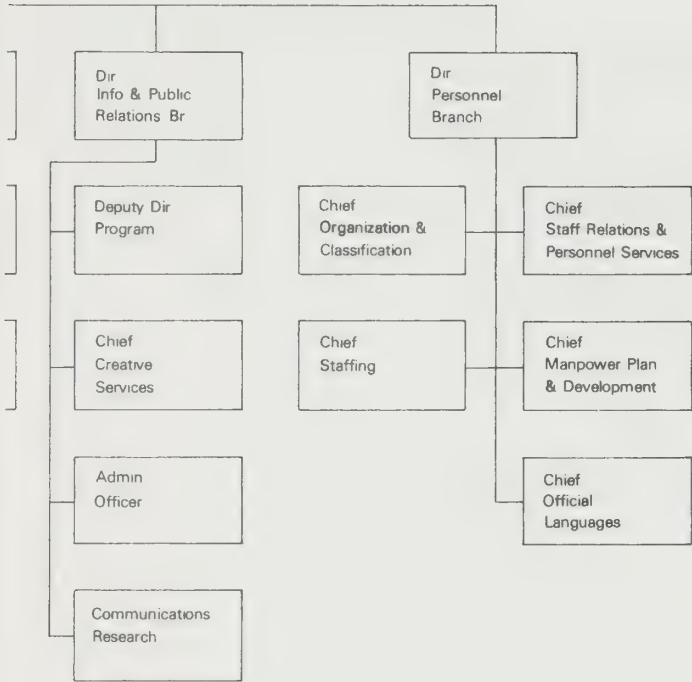 Dir
Info & Public
Relations Br
Dir
Personnel
Branch
Deputy Dir
Program
Chief
Organization &
Classification
Chief
Staff Relations &
Personnel Services
Chief
Creative
Services
Chief
Staffing
Chief
Manpower Plan
& Development
Admin
Officer
Chief
Official
Languages
Communications
Research